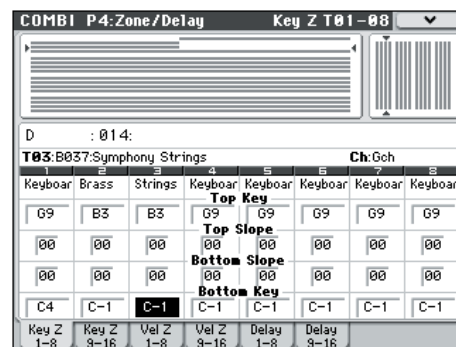 COMBI P4:Zone/Delay Key Z T01-08
D :014:
T03:B037:Symphony Strings Ch:Gch
1 2 3 4 5 6 7 8
Keyboar Brass Strings Keyboar Keyboar Keyboar Keyboar Keyboar
Top Key
G9 B3 B3 G9 G9 G9 G9 G9
Top Slope
00 00 00 00 00 00 00 00
Bottom Slope
00 00 00 00 00 00 00 00
Bottom Key
C4 C-1 C-1 C-1 C-1 C-1 C-1 C-1
Key Z 1-8 Key Z 9-16 Vel Z 1-8 Vel Z 9-16 Delay 1-8 Delay 9-16